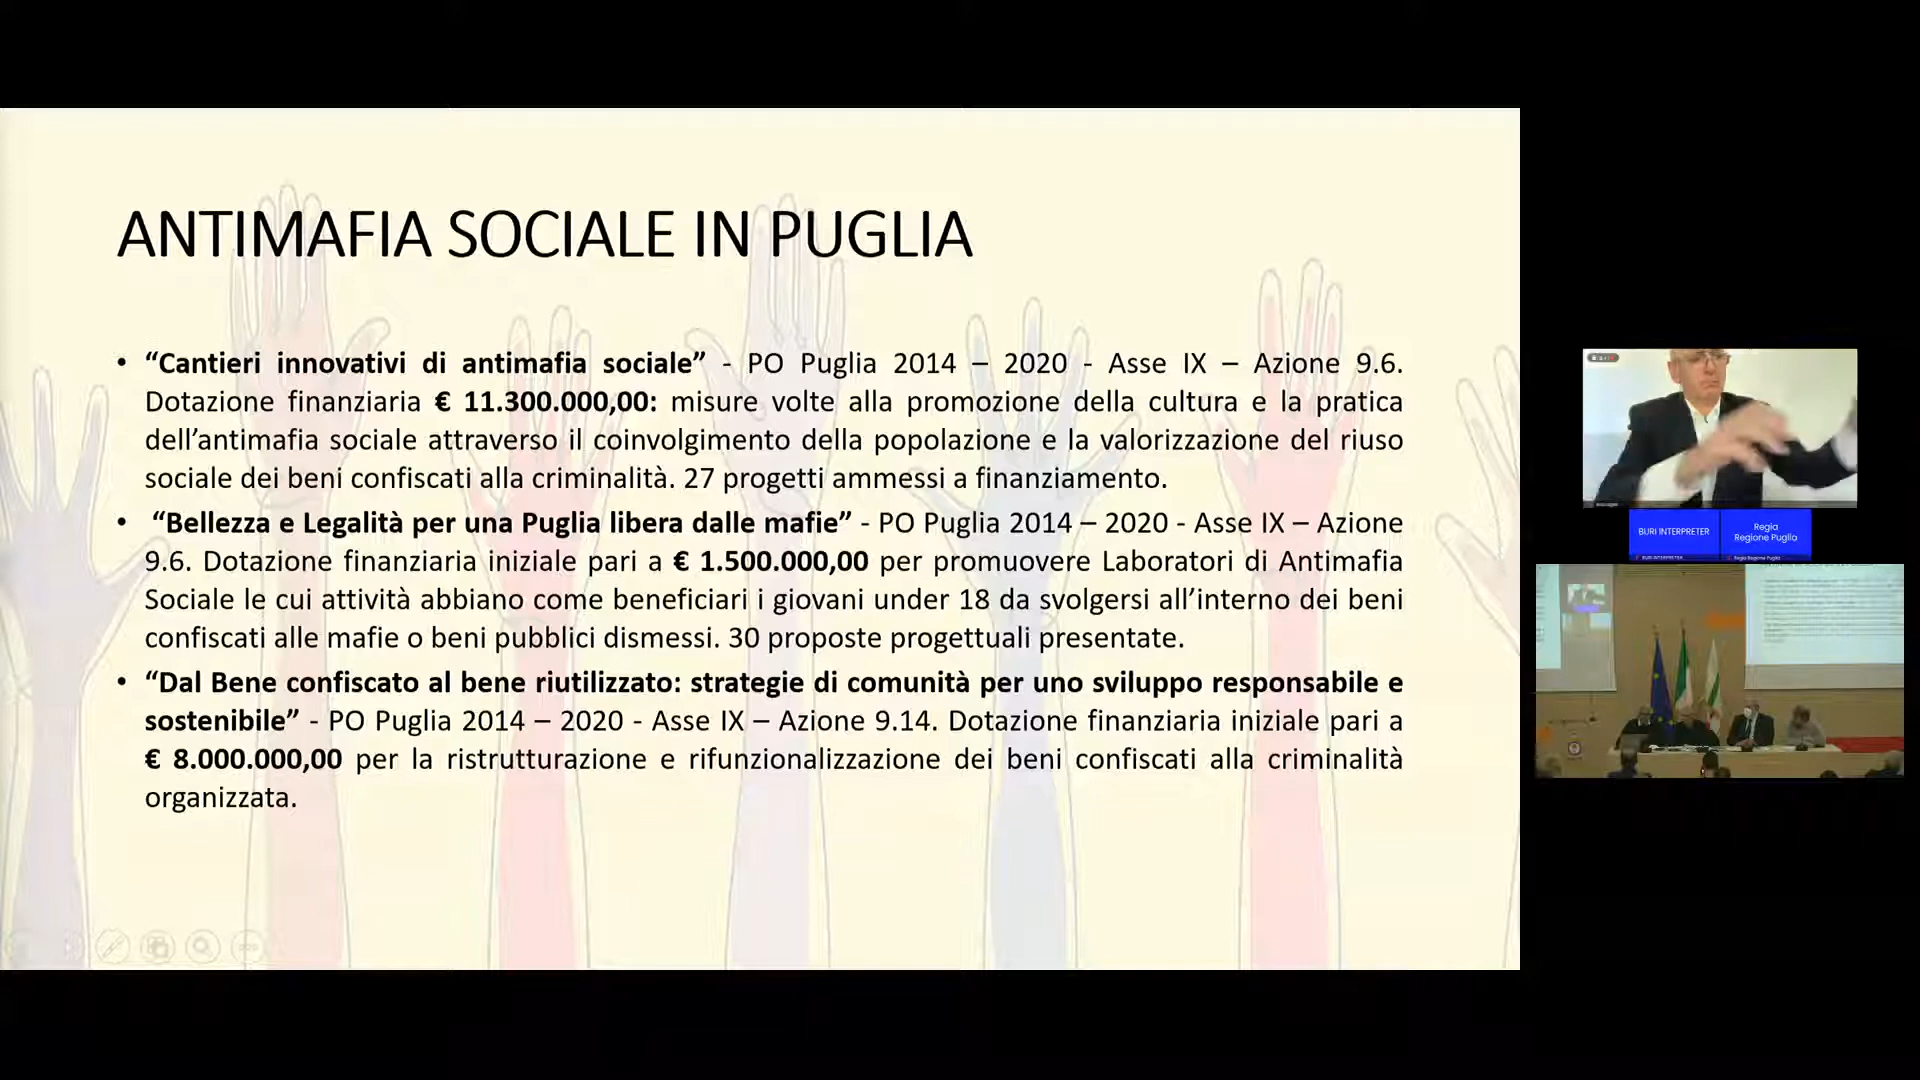 ANTIMAFIA SOCIALE IN PUGLIA
• “Cantieri innovativi di antimafia sociale” - PO Puglia 2014 – 2020 - Asse IX – Azione 9.6.
Dotazione finanziaria € 11.300.000,00: misure volte alla promozione della cultura e la pratica
dell’antimafia sociale attraverso il coinvolgimento della popolazione e la valorizzazione del riuso
sociale dei beni confiscati alla criminalità. 27 progetti ammessi a finanziamento.
• “Bellezza e Legalità per una Puglia libera dalle mafie” - PO Puglia 2014 – 2020 - Asse IX – Azione
9.6. Dotazione finanziaria iniziale pari a € 1.500.000,00 per promuovere Laboratori di Antimafia
Sociale le cui attività abbiano come beneficiari i giovani under 18 da svolgersi all’interno dei beni
confiscati alle mafie o beni pubblici dismessi. 30 proposte progettuali presentate.
• “Dal Bene confiscato al bene riutilizzato: strategie di comunità per uno sviluppo responsabile e
sostenibile” - PO Puglia 2014 – 2020 - Asse IX – Azione 9.14. Dotazione finanziaria iniziale pari a
€ 8.000.000,00 per la ristrutturazione e rifunzionalizzazione dei beni confiscati alla criminalità
organizzata.
BURI INTERPRETER
Regia
Regione Puglia
BURI INTERPRETER
Regia Regione Puglia